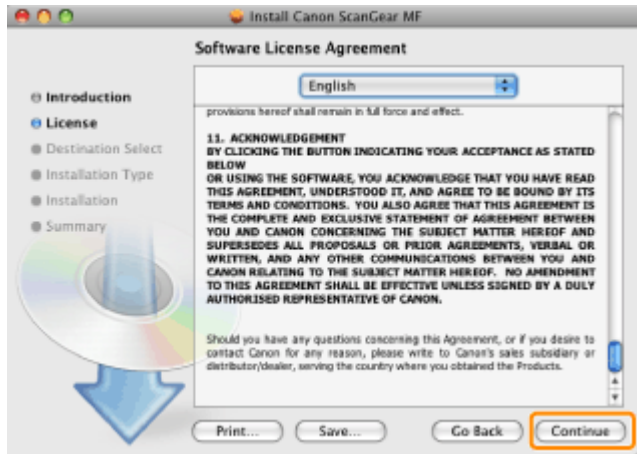 Install Canon ScanGear MF
Software License Agreement
English
Introduction
License
Destination Select
Installation Type
Installation
Summary
provisions hereof shall remain in full force and effect.
11. ACKNOWLEDGEMENT
BY CLICKING THE BUTTON INDICATING YOUR ACCEPTANCE AS STATED
BELOW
OR USING THE SOFTWARE, YOU ACKNOWLEDGE THAT YOU HAVE READ
THIS AGREEMENT, UNDERSTOOD IT, AND AGREE TO BE BOUND BY ITS
TERMS AND CONDITIONS. YOU ALSO AGREE THAT THIS AGREEMENT IS
THE COMPLETE AND EXCLUSIVE STATEMENT OF AGREEMENT BETWEEN
YOU AND CANON CONCERNING THE SUBJECT MATTER HEREOF AND
SUPERSEDES ALL PROPOSALS OR PRIOR AGREEMENTS, VERBAL OR
WRITTEN, AND ANY OTHER COMMUNICATIONS BETWEEN YOU AND
CANON RELATING TO THE SUBJECT MATTER HEREOF. NO AMENDMENT
TO THIS AGREEMENT SHALL BE EFFECTIVE UNLESS SIGNED BY A DULY
AUTHORISED REPRESENTATIVE OF CANON.
Should you have any questions concerning this Agreement, or if you desire to
contact Canon for any reason, please write to Canon's sales subsidiary or
distributor/dealer, serving the country where you obtained the Products.
Print...
Save...
Go Back
Continue